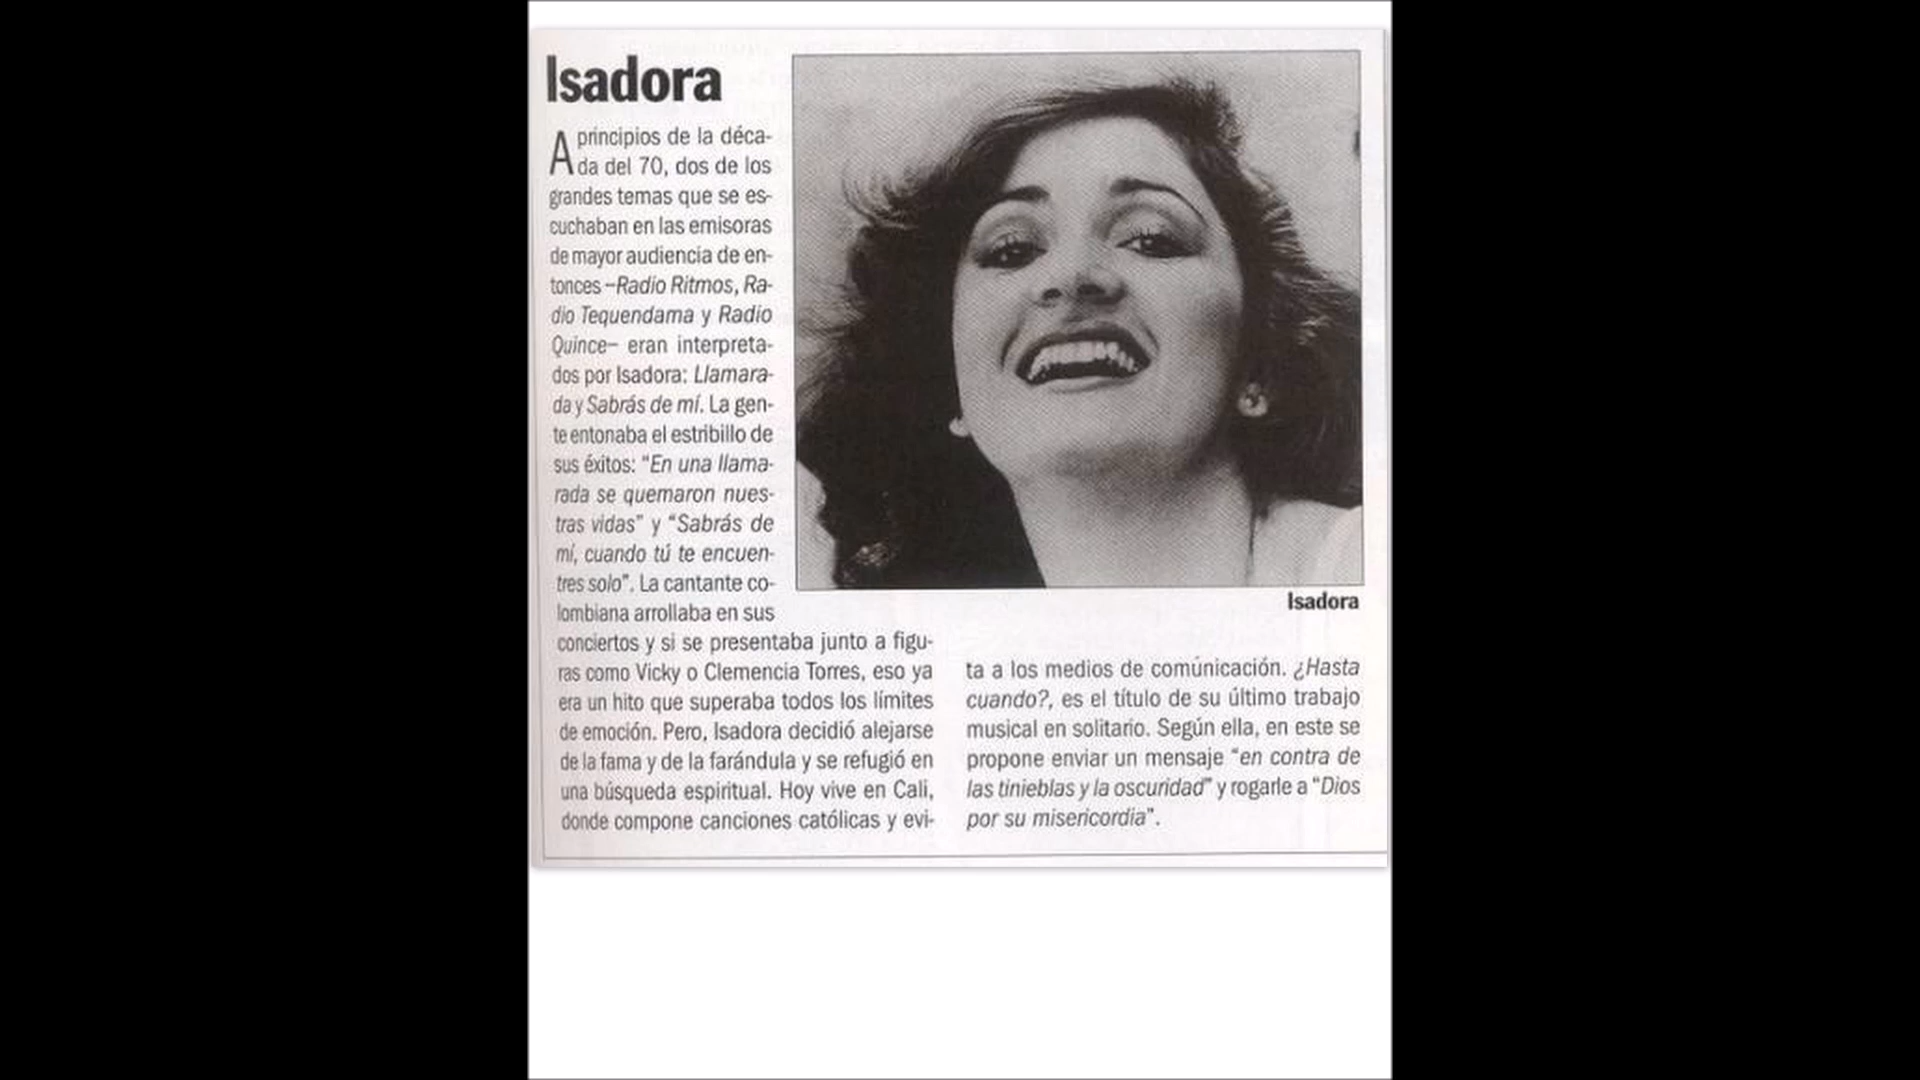 Isadora
A principios de la déca-
da del 70, dos de los
grandes temas que se es-
cuchaban en las emisoras
de mayor audiencia de en-
tonces –Radio Ritmos, Ra-
dio Tequendama y Radio
Quince– eran interpreta-
dos por Isadora: Llamara-
da y Sabrás de mí. La gen-
te entonaba el estribillo de
sus éxitos: “En una llama-
rada se quemaron nues-
tras vidas” y “Sabrás de
mí, cuando tú te encuen-
tres solo”. La cantante co-
lombiana arrollaba en sus
conciertos y si se presentaba junto a figu-
ras como Vicky o Clemencia Torres, eso ya
era un hito que superaba todos los límites
de emoción. Pero, Isadora decidió alejarse
de la fama y de la farándula y se refugió en
una búsqueda espiritual. Hoy vive en Cali,
donde compone canciones católicas y evi-
Isadora
ta a los medios de comúnicación. ¿Hasta
cuando?, es el título de su último trabajo
musical en solitario. Según ella, en este se
propone enviar un mensaje “en contra de
las tinieblas y la oscuridad” y rogarle a “Dios
por su misericordia”.